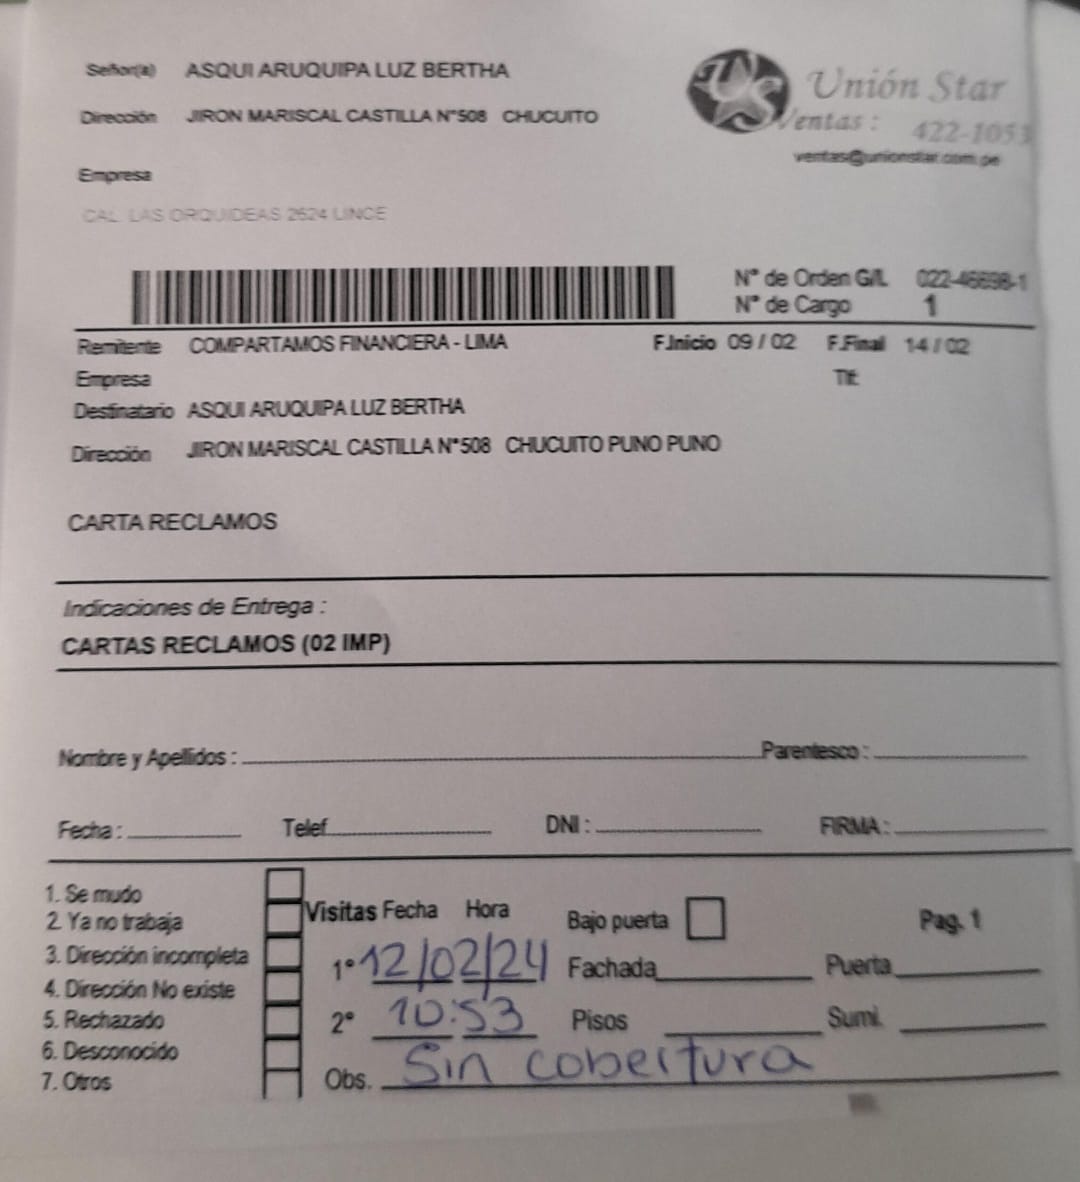 Señor(a) ASQUI ARUQUIPA LUZ BERTHA
Dirección JIRON MARISCAL CASTILLA N°508 CHUCUITO
Empresa
CAL. LAS ORQUIDEAS 2624 LINCE
US Unión Star
Ventas : 422-1053
ventas@unionstar.com.pe
N° de Orden G/L 022-46698-1
N° de Cargo 1
Remitente COMPARTAMOS FINANCIERA - LIMA F.Inicio 09 / 02 F.Final 14 / 02
Empresa Tlf:
Destinatario ASQUI ARUQUIPA LUZ BERTHA
Dirección JIRON MARISCAL CASTILLA N°508 CHUCUITO PUNO PUNO
CARTA RECLAMOS
Indicaciones de Entrega :
CARTAS RECLAMOS (02 IMP)
Nombre y Apellidos : Parentesco :
Fecha : Telef. DNI : FIRMA :
1. Se mudo
2. Ya no trabaja
3. Dirección incompleta
4. Dirección No existe
5. Rechazado
6. Desconocido
7. Otros
Visitas Fecha Hora Bajo puerta Pag. 1
1° 12/02/24 Fachada Puerta
2° 10:53 Pisos Sumi.
Obs. Sin cobertura